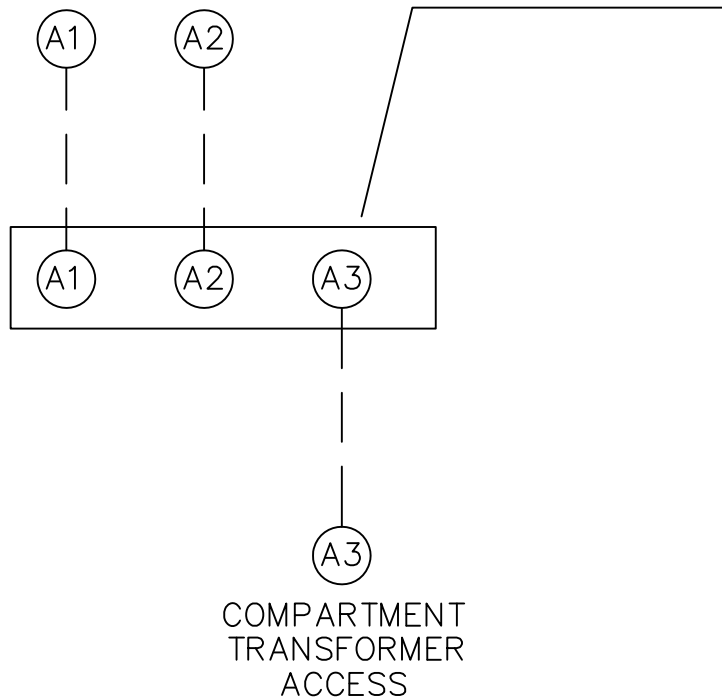 A1 A2
A1 A2 A3
A3
COMPARTMENT
TRANSFORMER
ACCESS